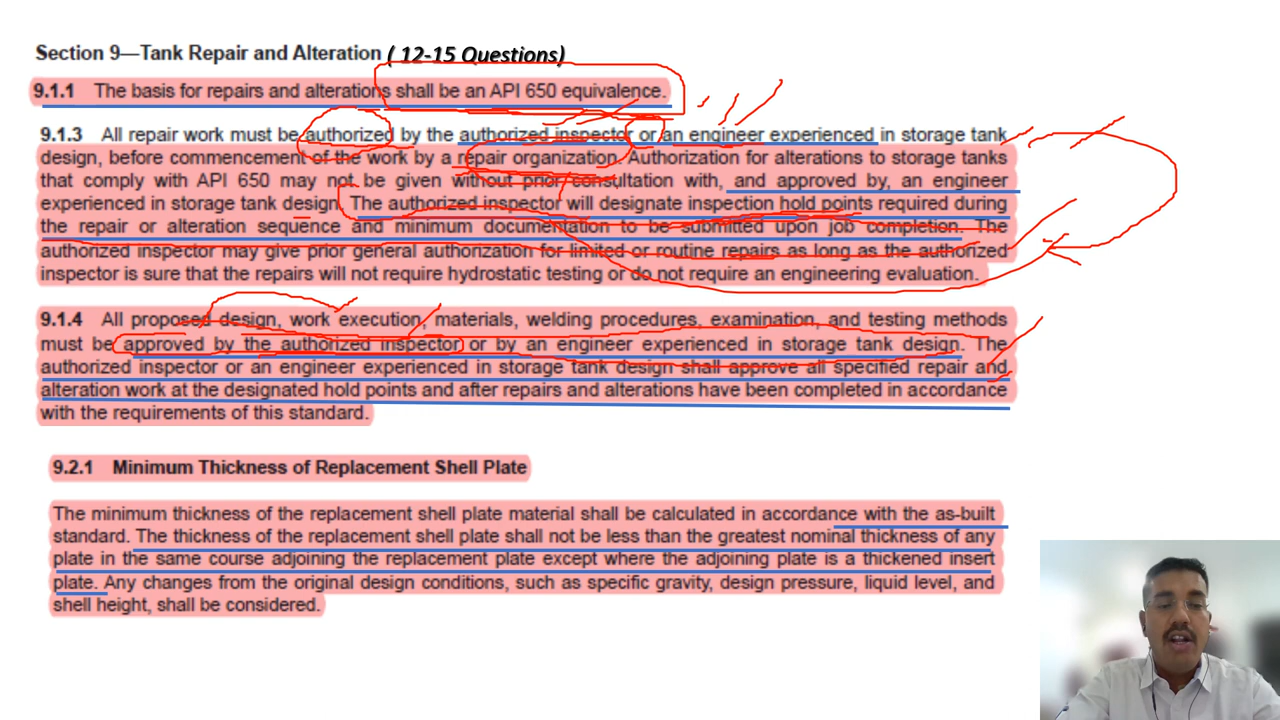 Section 9—Tank Repair and Alteration ( 12-15 Questions)
9.1.1 The basis for repairs and alterations shall be an API 650 equivalence.
9.1.3 All repair work must be authorized by the authorized inspector or an engineer experienced in storage tank
design, before commencement of the work by a repair organization. Authorization for alterations to storage tanks
that comply with API 650 may not be given without prior consultation with, and approved by, an engineer
experienced in storage tank design. The authorized inspector will designate inspection hold points required during
the repair or alteration sequence and minimum documentation to be submitted upon job completion. The
authorized inspector may give prior general authorization for limited or routine repairs as long as the authorized
inspector is sure that the repairs will not require hydrostatic testing or do not require an engineering evaluation.
9.1.4 All proposed design, work execution, materials, welding procedures, examination, and testing methods
must be approved by the authorized inspector or by an engineer experienced in storage tank design. The
authorized inspector or an engineer experienced in storage tank design shall approve all specified repair and
alteration work at the designated hold points and after repairs and alterations have been completed in accordance
with the requirements of this standard.
9.2.1 Minimum Thickness of Replacement Shell Plate
The minimum thickness of the replacement shell plate material shall be calculated in accordance with the as-built
standard. The thickness of the replacement shell plate shall not be less than the greatest nominal thickness of any
plate in the same course adjoining the replacement plate except where the adjoining plate is a thickened insert
plate. Any changes from the original design conditions, such as specific gravity, design pressure, liquid level, and
shell height, shall be considered.